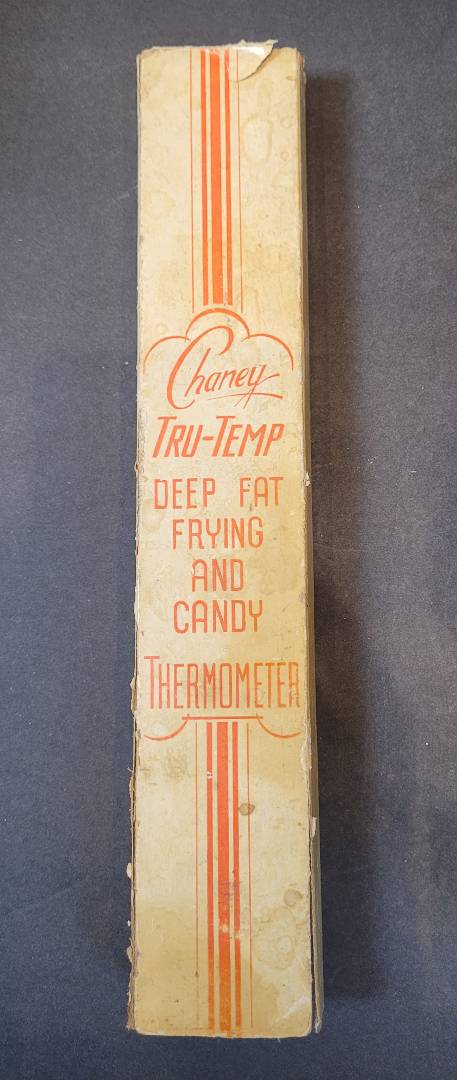 Chaney
TRU-TEMP
DEEP FAT
FRYING
AND
CANDY
THERMOMETER